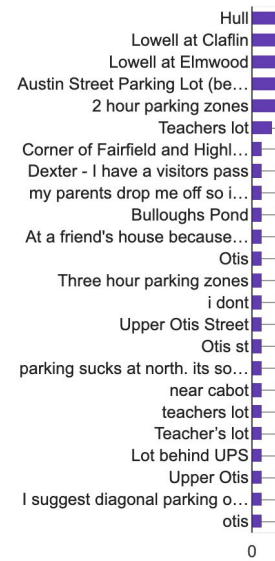 Hull
Lowell at Claflin
Lowell at Elmwood
Austin Street Parking Lot (be…
2 hour parking zones
Teachers lot
Corner of Fairfield and Highl…
Dexter - I have a visitors pass
my parents drop me off so i…
Bulloughs Pond
At a friend's house because…
Otis
Three hour parking zones
i dont
Upper Otis Street
Otis st
parking sucks at north. its so…
near cabot
teachers lot
Teacher’s lot
Lot behind UPS
Upper Otis
I suggest diagonal parking o…
otis
0